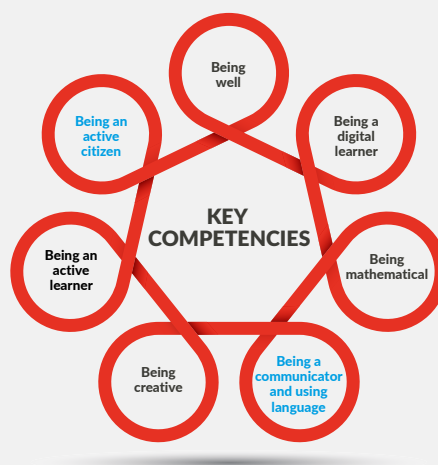 Being
well
Being an
active
citizen
Being a
digital
learner
KEY
COMPETENCIES
Being an
active
learner
Being
mathematical
Being
creative
Being a
communicator
and using
language